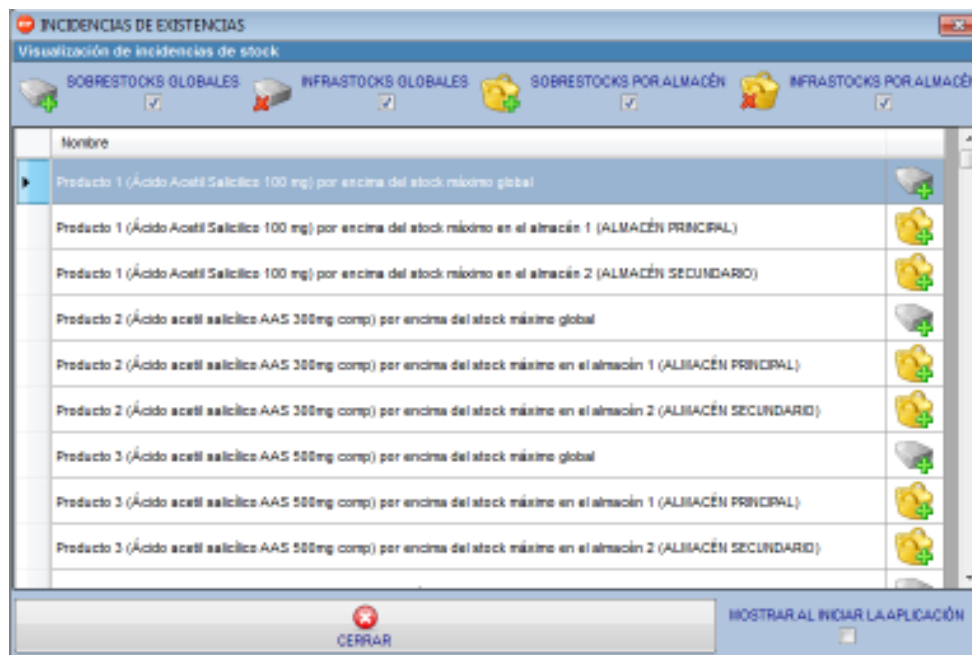 INCIDENCIAS DE EXISTENCIAS
Visualización de incidencias de stock
SOBRESTOCKS GLOBALES
INFRASTOCKS GLOBALES
SOBRESTOCKS POR ALMACÉN
INFRASTOCKS POR ALMACÉN
Nombre
Producto 1 (Ácido Acetil Salicílico 100 mg) por encima del stock máximo global
Producto 1 (Ácido Acetil Salicílico 100 mg) por encima del stock máximo en el almacén 1 (ALMACÉN PRINCIPAL)
Producto 1 (Ácido Acetil Salicílico 100 mg) por encima del stock máximo en el almacén 2 (ALMACÉN SECUNDARIO)
Producto 2 (Ácido acetil salicílico AAS 300mg comp) por encima del stock máximo global
Producto 2 (Ácido acetil salicílico AAS 300mg comp) por encima del stock máximo en el almacén 1 (ALMACÉN PRINCIPAL)
Producto 2 (Ácido acetil salicílico AAS 300mg comp) por encima del stock máximo en el almacén 2 (ALMACÉN SECUNDARIO)
Producto 3 (Ácido acetil salicílico AAS 500mg comp) por encima del stock máximo global
Producto 3 (Ácido acetil salicílico AAS 500mg comp) por encima del stock máximo en el almacén 1 (ALMACÉN PRINCIPAL)
Producto 3 (Ácido acetil salicílico AAS 500mg comp) por encima del stock máximo en el almacén 2 (ALMACÉN SECUNDARIO)
CERRAR
MOSTRAR AL INICIAR LA APLICACIÓN